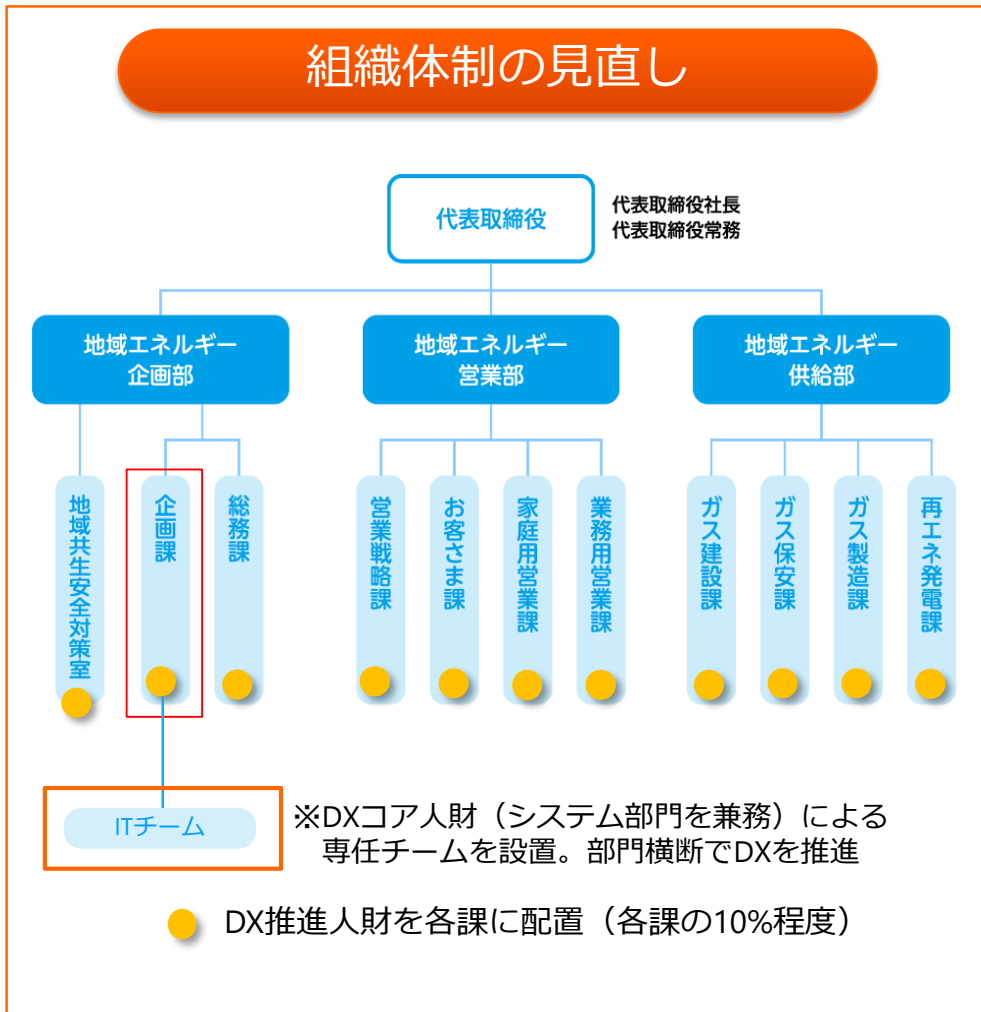 組織体制の見直し
代表取締役
代表取締役社長
代表取締役常務
地域エネルギー
企画部
地域エネルギー
営業部
地域エネルギー
供給部
地域共生安全対策室
企画課
総務課
営業戦略課
お客さま課
家庭用営業課
業務用営業課
ガス建設課
ガス保安課
ガス製造課
再エネ発電課
ITチーム
※DXコア人財（システム部門を兼務）による
専任チームを設置。部門横断でDXを推進
DX推進人財を各課に配置（各課の10%程度）